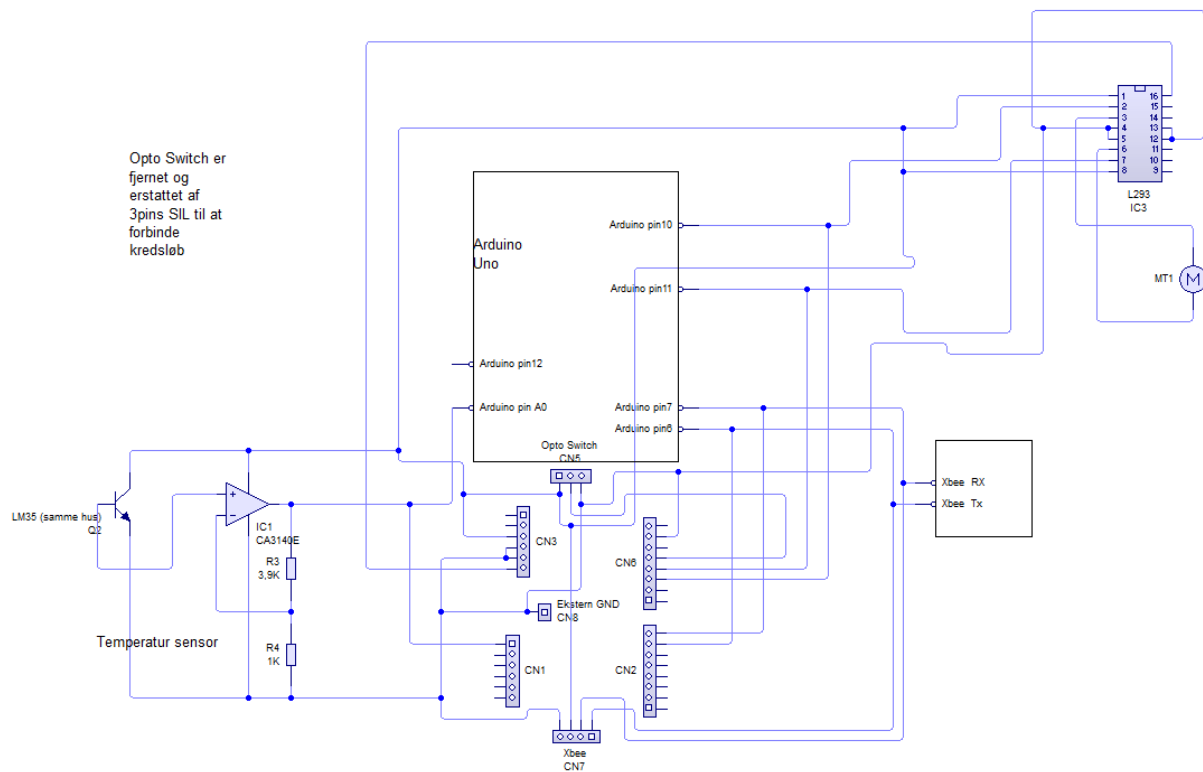 Opto Switch er
fjernet og
erstattet af
3pins SIL til at
forbinde
kredsløb
Arduino
Uno
Arduino pin10
Arduino pin11
Arduino pin12
Arduino pin A0
Arduino pin7
Arduino pin6
1 16
2 15
3 14
4 13
5 12
6 11
7 10
8 9
L293
IC3
MT1
M
Opto Switch
CN5
Xbee RX
Xbee Tx
LM35 (samme hus)
Q2
+
−
IC1
CA3140E
R3
3,9K
R4
1K
Temperatur sensor
CN3
CN6
Ekstern GND
CN8
CN1
CN2
Xbee
CN7